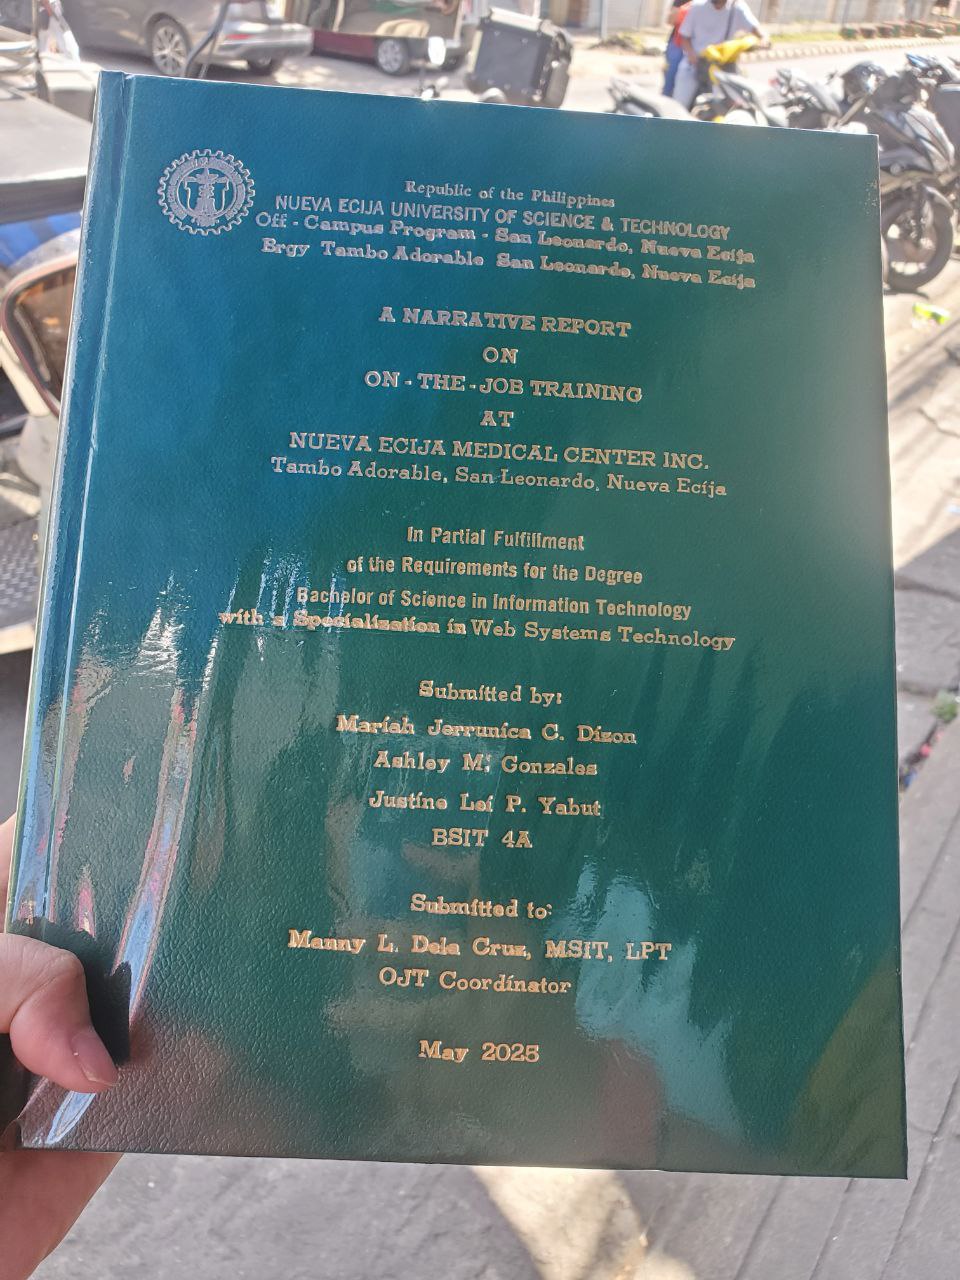 Republic of the Philippines
NUEVA ECIJA UNIVERSITY OF SCIENCE & TECHNOLOGY
Off - Campus Program - San Leonardo, Nueva Ecija
Brgy Tambo Adorable San Leonardo, Nueva Ecija
A NARRATIVE REPORT
ON
ON - THE - JOB TRAINING
AT
NUEVA ECIJA MEDICAL CENTER INC.
Tambo Adorable, San Leonardo, Nueva Ecija
In Partial Fulfillment
of the Requirements for the Degree
Bachelor of Science in Information Technology
with a Specialization in Web Systems Technology
Submitted by:
Mariah Jerrunica C. Dizon
Ashley M. Gonzales
Justine Lei P. Yabut
BSIT 4A
Submitted to:
Manny L. Dela Cruz, MSIT, LPT
OJT Coordinator
May 2025